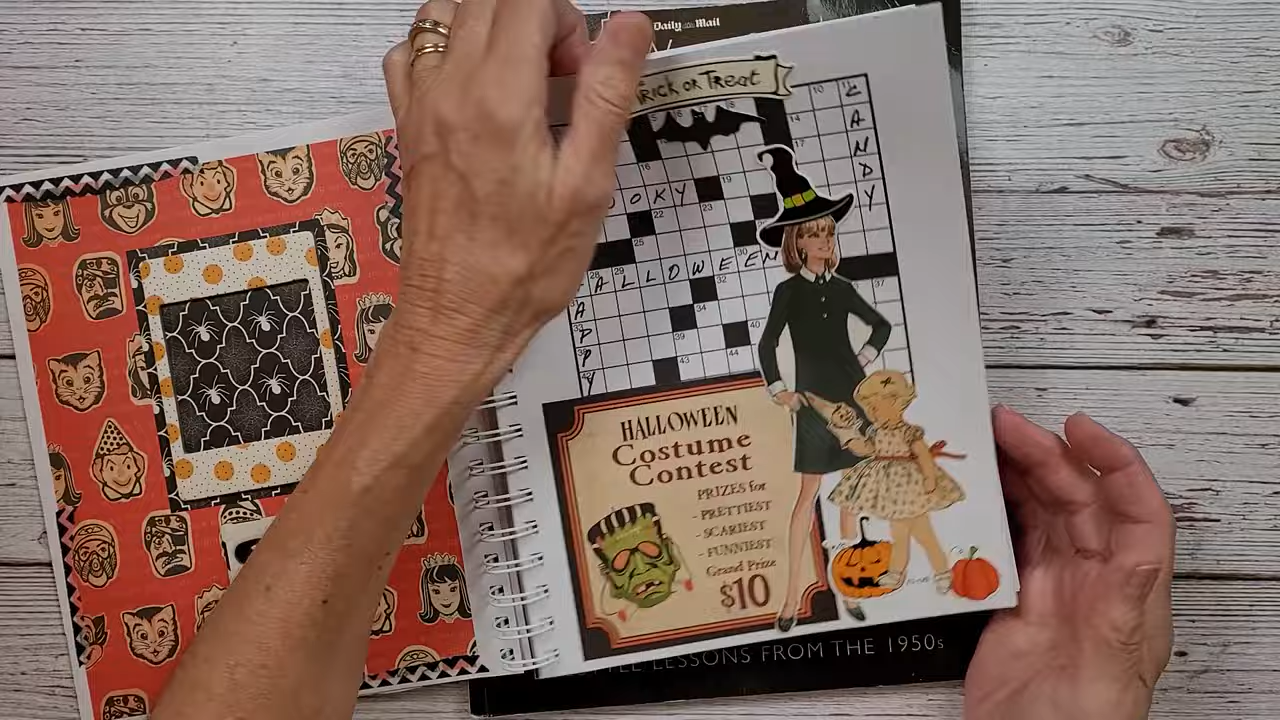 Daily Mail
Trick or Treat
CANDY
OOKY
ALLOWEEN
APPY
HALLOWEEN
Costume
Contest
PRIZES for
- PRETTIEST
- SCARIEST
- FUNNIEST
Grand Prize
$10
LESSONS FROM THE 1950s